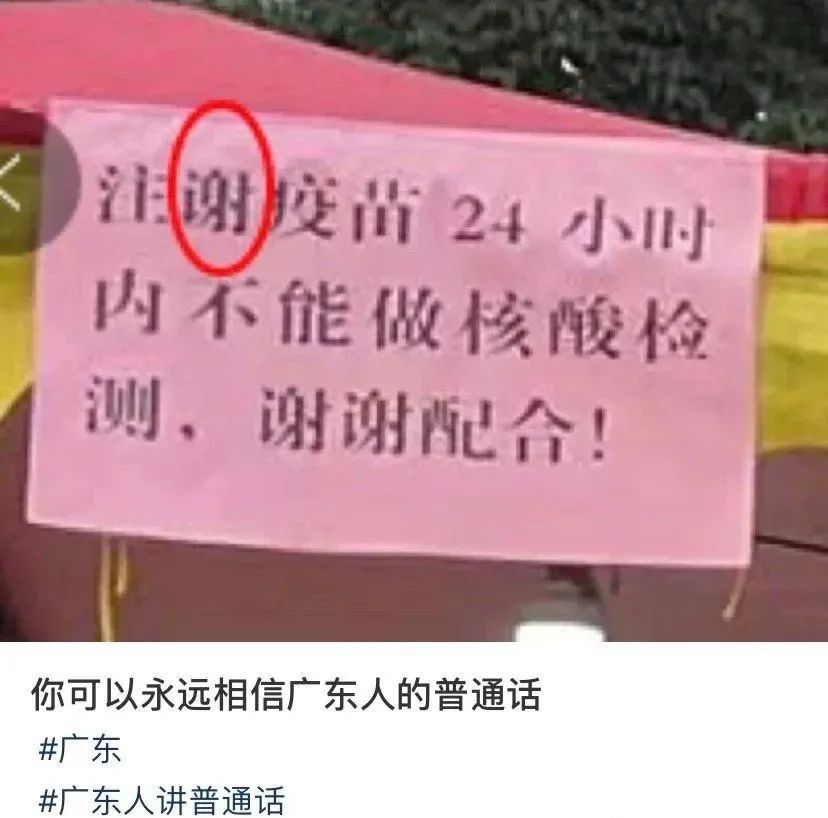 注谢疫苗24小时
内不能做核酸检
测、谢谢配合！
你可以永远相信广东人的普通话
#广东
#广东人讲普通话